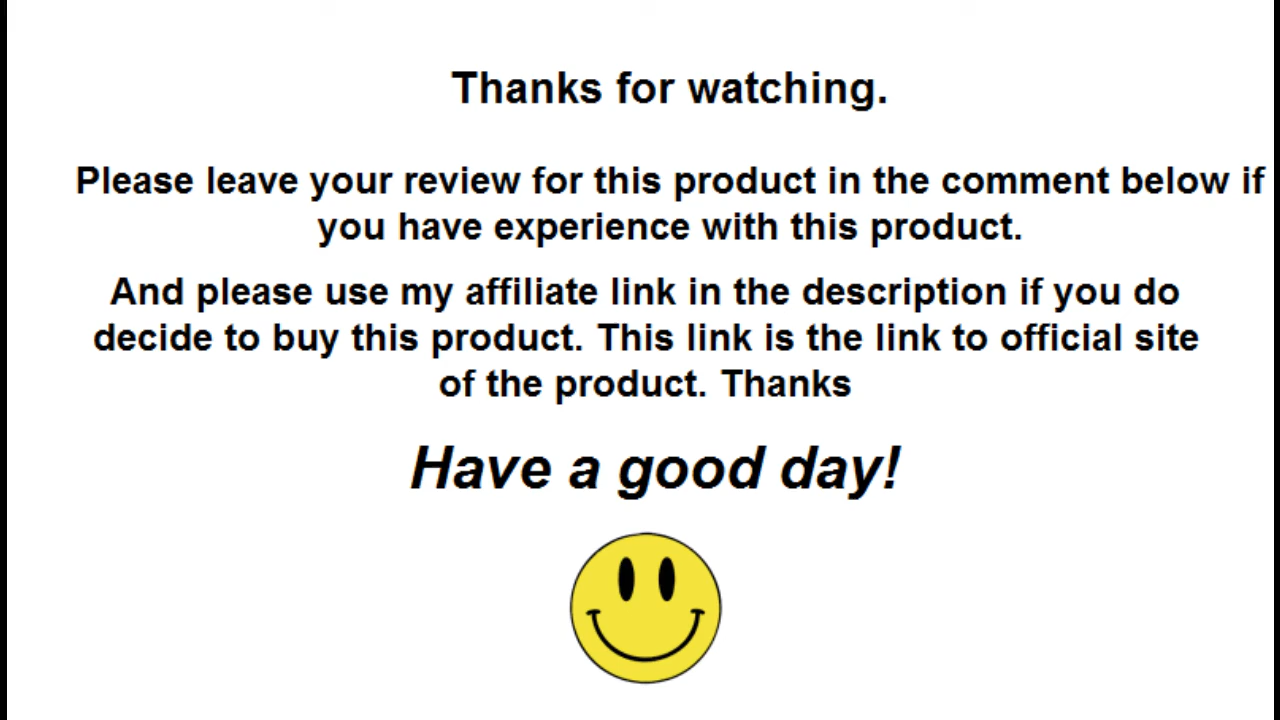 Thanks for watching.
Please leave your review for this product in the comment below if
you have experience with this product.
And please use my affiliate link in the description if you do
decide to buy this product. This link is the link to official site
of the product. Thanks
Have a good day!